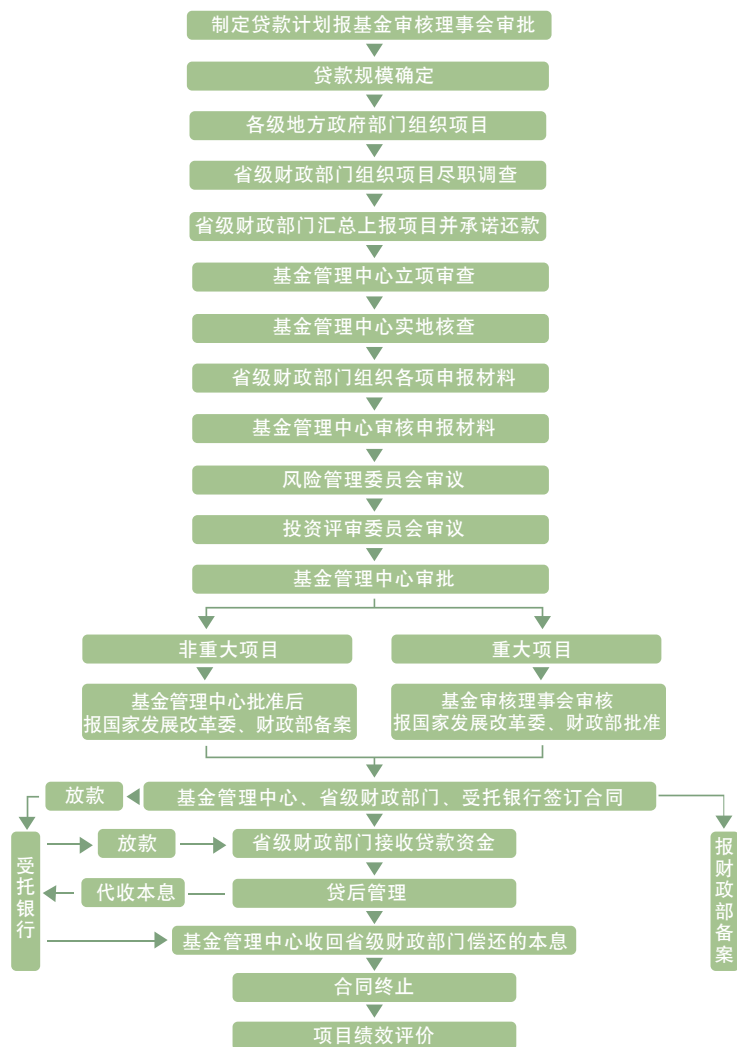 制定贷款计划报基金审核理事会审批
贷款规模确定
各级地方政府部门组织项目
省级财政部门组织项目尽职调查
省级财政部门汇总上报项目并承诺还款
基金管理中心立项审查
基金管理中心实地核查
省级财政部门组织各项申报材料
基金管理中心审核申报材料
风险管理委员会审议
投资评审委员会审议
基金管理中心审批
非重大项目
重大项目
基金管理中心批准后
报国家发展改革委、财政部备案
基金审核理事会审核
报国家发展改革委、财政部批准
放款
基金管理中心、省级财政部门、受托银行签订合同
受托银行
放款
省级财政部门接收贷款资金
报财政部备案
代收本息
贷后管理
基金管理中心收回省级财政部门偿还的本息
合同终止
项目绩效评价